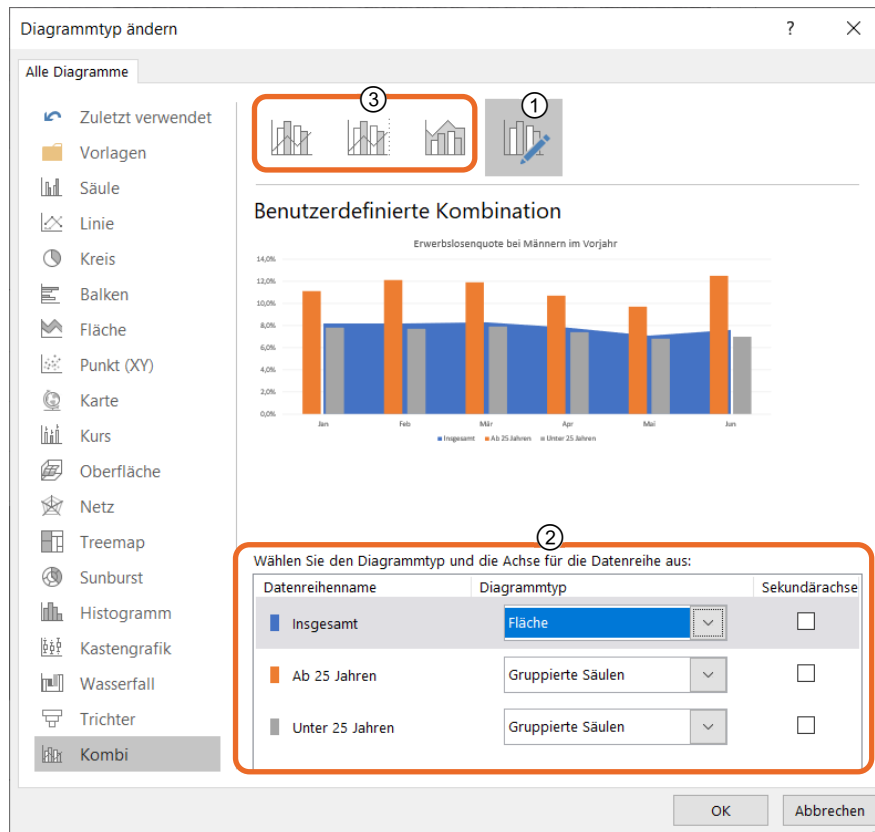 Diagrammtyp ändern
?
Alle Diagramme
Zuletzt verwendet
Vorlagen
Säule
Linie
Kreis
Balken
Fläche
Punkt (XY)
Karte
Kurs
Oberfläche
Netz
Treemap
Sunburst
Histogramm
Kastengrafik
Wasserfall
Trichter
Kombi
③
①
Benutzerdefinierte Kombination
Erwerbslosenquote bei Männern im Vorjahr
14,0%
12,0%
10,0%
8,0%
6,0%
4,0%
2,0%
0,0%
Jan Feb Mär Apr Mai Jun
Insgesamt Ab 25 Jahren Unter 25 Jahren
②
Wählen Sie den Diagrammtyp und die Achse für die Datenreihe aus:
Datenreihenname Diagrammtyp Sekundärachse
Insgesamt Fläche
Ab 25 Jahren Gruppierte Säulen
Unter 25 Jahren Gruppierte Säulen
OK Abbrechen